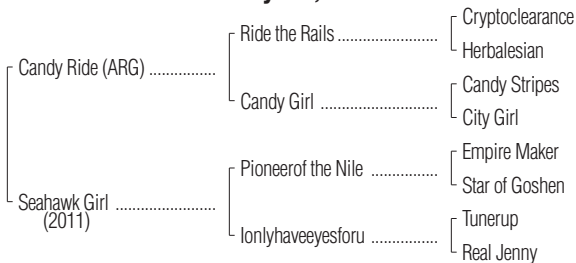 Cryptoclearance
Ride the Rails ......................
Herbalesian
Candy Ride (ARG) ...............
Candy Stripes
Candy Girl .........................
City Girl
Empire Maker
Pioneerof the Nile ...............
Star of Goshen
Seahawk Girl ......................
(2011)
Tunerup
Ionlyhaveeyesforu ...............
Real Jenny